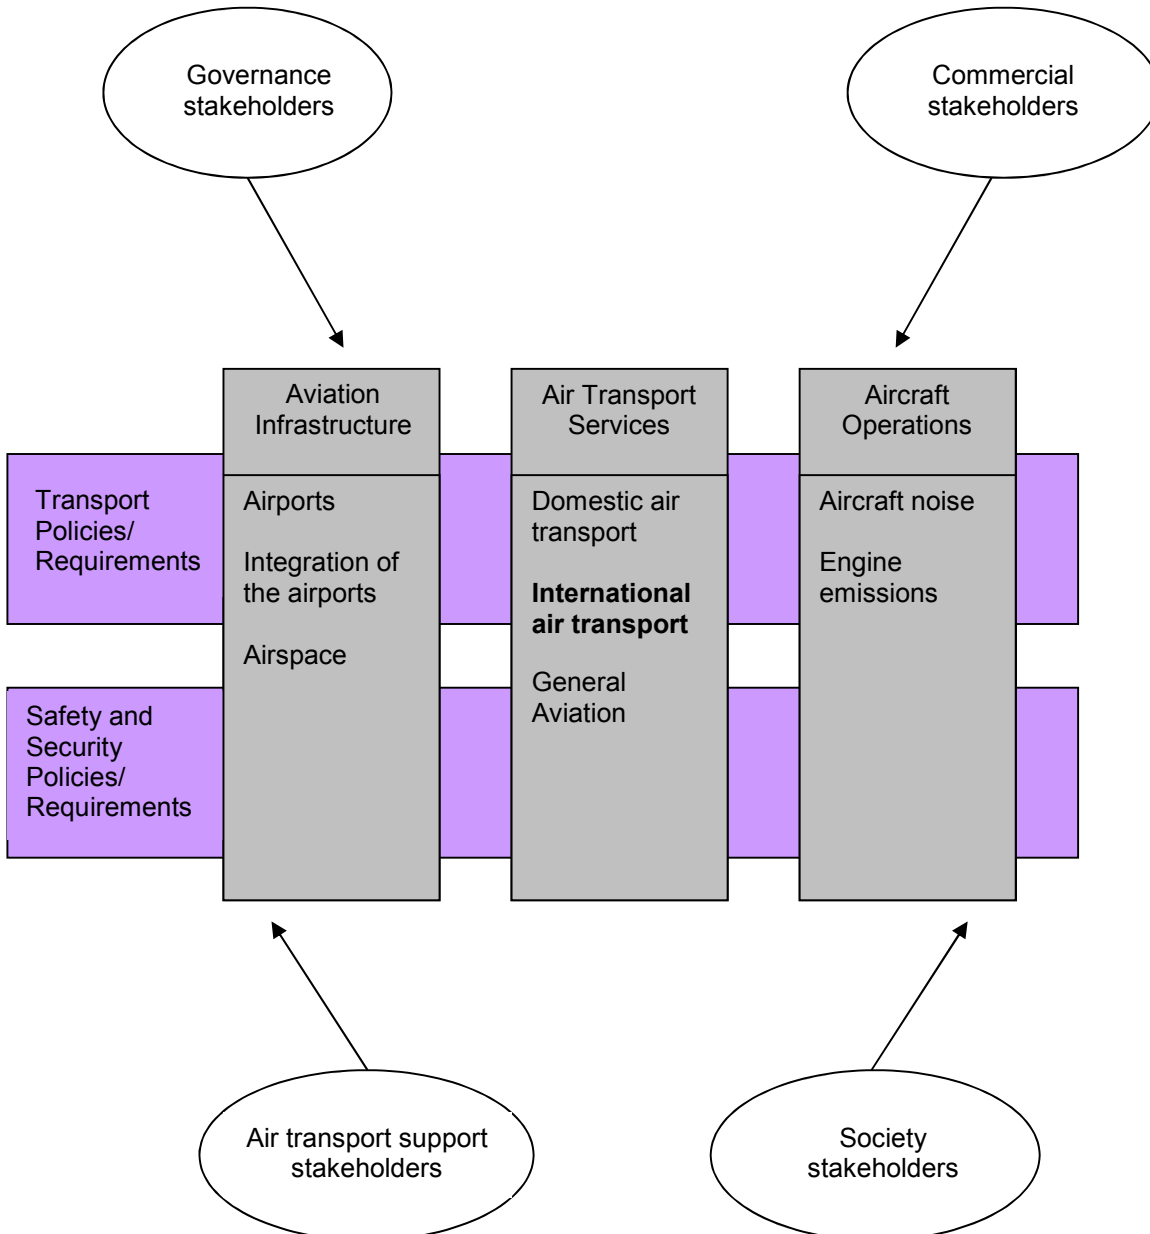 Governance
stakeholders
Commercial
stakeholders
Aviation
Infrastructure
Air Transport
Services
Aircraft
Operations
Transport
Policies/
Requirements
Airports
Integration of
the airports
Airspace
Domestic air
transport
International
air transport
General
Aviation
Aircraft noise
Engine
emissions
Safety and
Security
Policies/
Requirements
Air transport support
stakeholders
Society
stakeholders